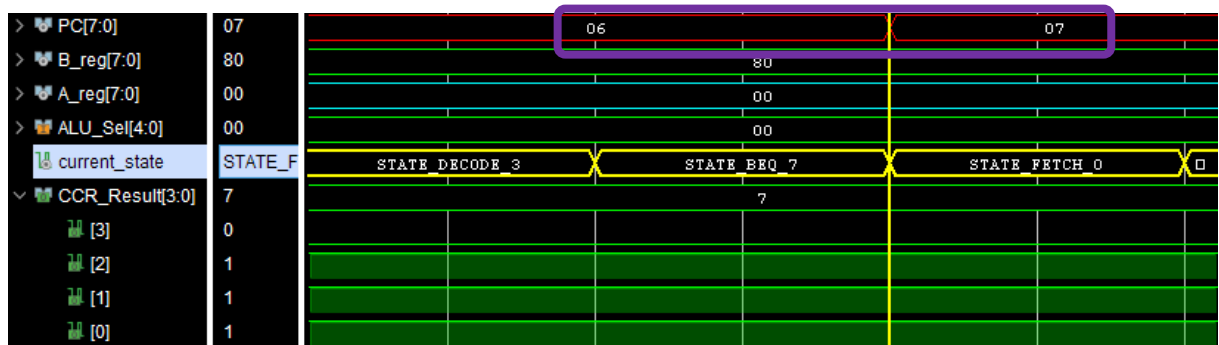 PC[7:0] 07 06 07
B_reg[7:0] 80 80
A_reg[7:0] 00 00
ALU_Sel[4:0] 00 00
current_state STATE_F STATE_DECODE_3 STATE_BEQ_7 STATE_FETCH_0
CCR_Result[3:0] 7 7
[3] 0
[2] 1
[1] 1
[0] 1